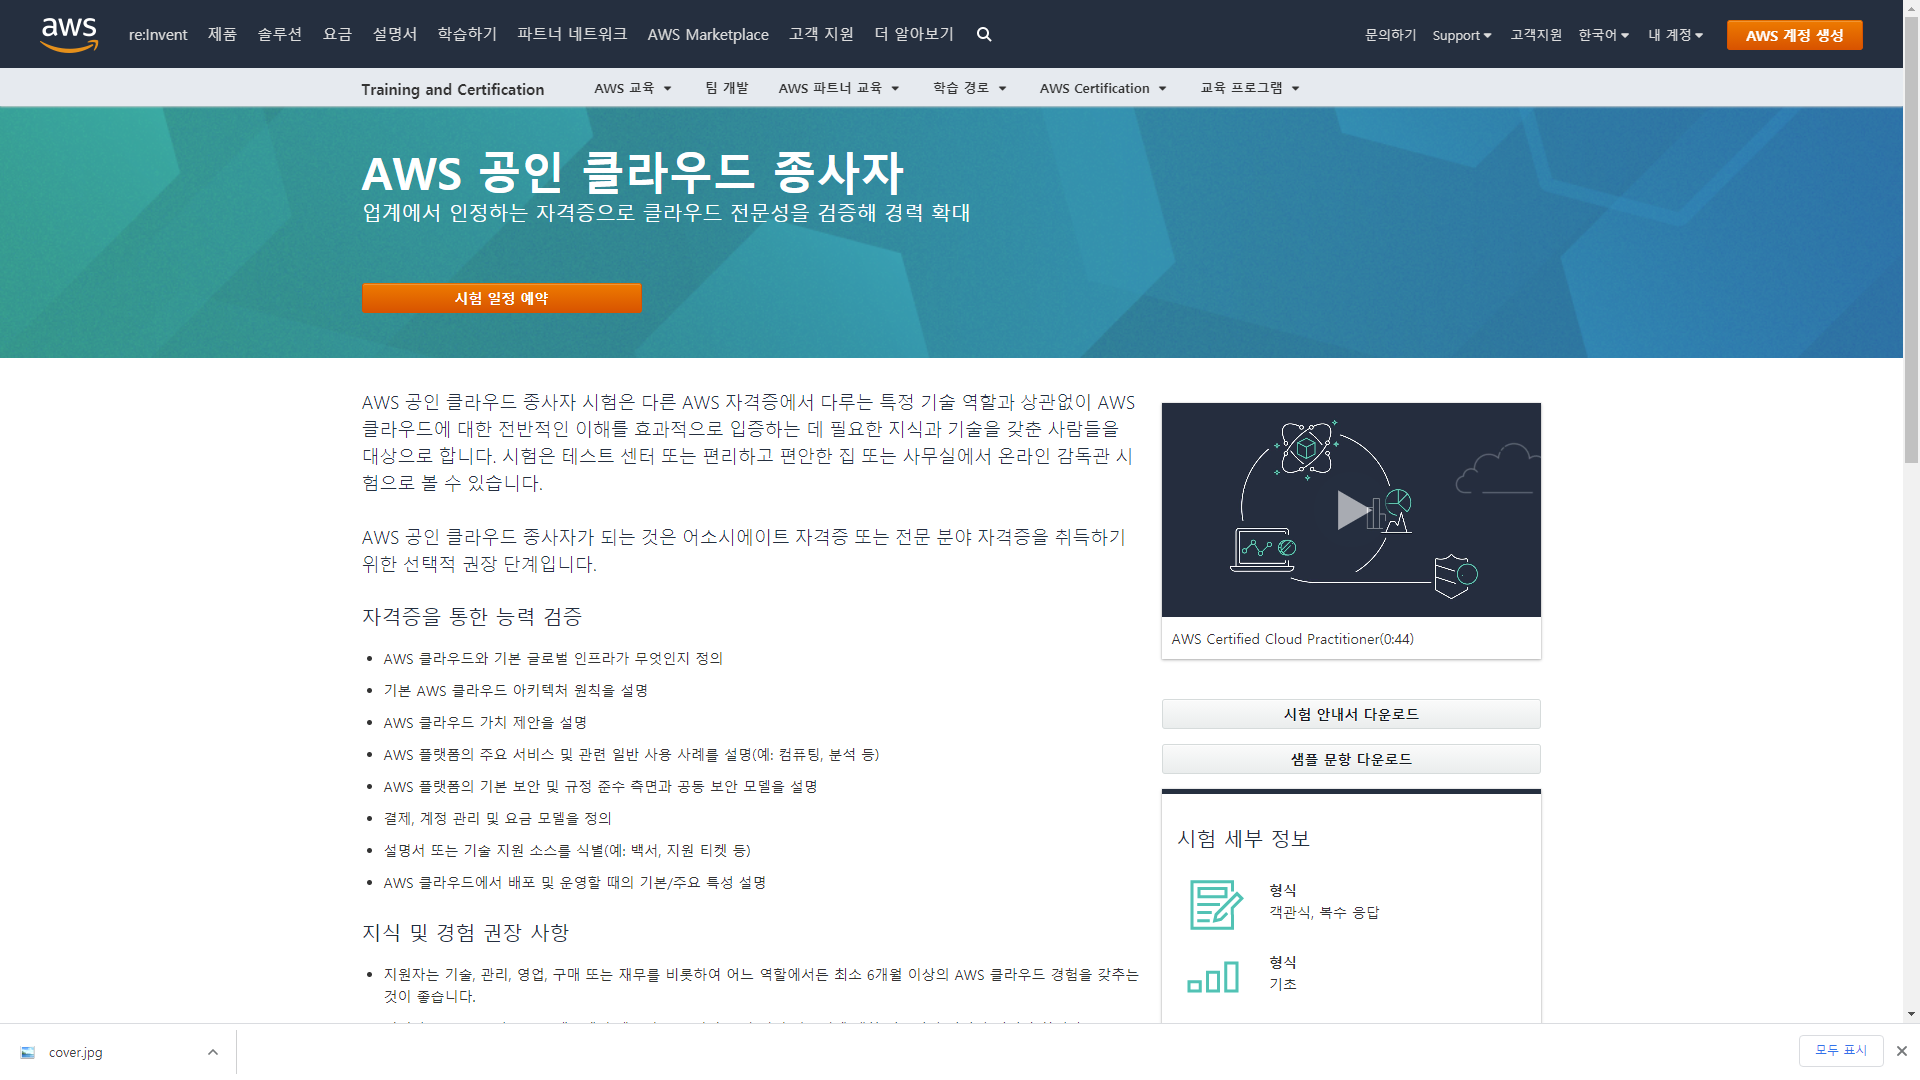 aws
re:Invent 제품 솔루션 요금 설명서 학습하기 파트너 네트워크 AWS Marketplace 고객 지원 더 알아보기
문의하기 Support 고객지원 한국어 내 계정 AWS 계정 생성
Training and Certification AWS 교육 팀 개발 AWS 파트너 교육 학습 경로 AWS Certification 교육 프로그램
AWS 공인 클라우드 종사자
업계에서 인정하는 자격증으로 클라우드 전문성을 검증해 경력 확대
시험 일정 예약
AWS 공인 클라우드 종사자 시험은 다른 AWS 자격증에서 다루는 특정 기술 역할과 상관없이 AWS
클라우드에 대한 전반적인 이해를 효과적으로 입증하는 데 필요한 지식과 기술을 갖춘 사람들을
대상으로 합니다. 시험은 테스트 센터 또는 편리하고 편안한 집 또는 사무실에서 온라인 감독관 시
험으로 볼 수 있습니다.
AWS 공인 클라우드 종사자가 되는 것은 어소시에이트 자격증 또는 전문 분야 자격증을 취득하기
위한 선택적 권장 단계입니다.
자격증을 통한 능력 검증
AWS 클라우드와 기본 글로벌 인프라가 무엇인지 정의
기본 AWS 클라우드 아키텍처 원칙을 설명
AWS 클라우드 가치 제안을 설명
AWS 플랫폼의 주요 서비스 및 관련 일반 사용 사례를 설명(예: 컴퓨팅, 분석 등)
AWS 플랫폼의 기본 보안 및 규정 준수 측면과 공동 보안 모델을 설명
결제, 계정 관리 및 요금 모델을 정의
설명서 또는 기술 지원 소스를 식별(예: 백서, 지원 티켓 등)
AWS 클라우드에서 배포 및 운영할 때의 기본/주요 특성 설명
지식 및 경험 권장 사항
지원자는 기술, 관리, 영업, 구매 또는 재무를 비롯하여 어느 역할에서든 최소 6개월 이상의 AWS 클라우드 경험을 갖추는
것이 좋습니다.
AWS Certified Cloud Practitioner(0:44)
시험 안내서 다운로드
샘플 문항 다운로드
시험 세부 정보
형식
객관식, 복수 응답
형식
기초
cover.jpg
모두 표시